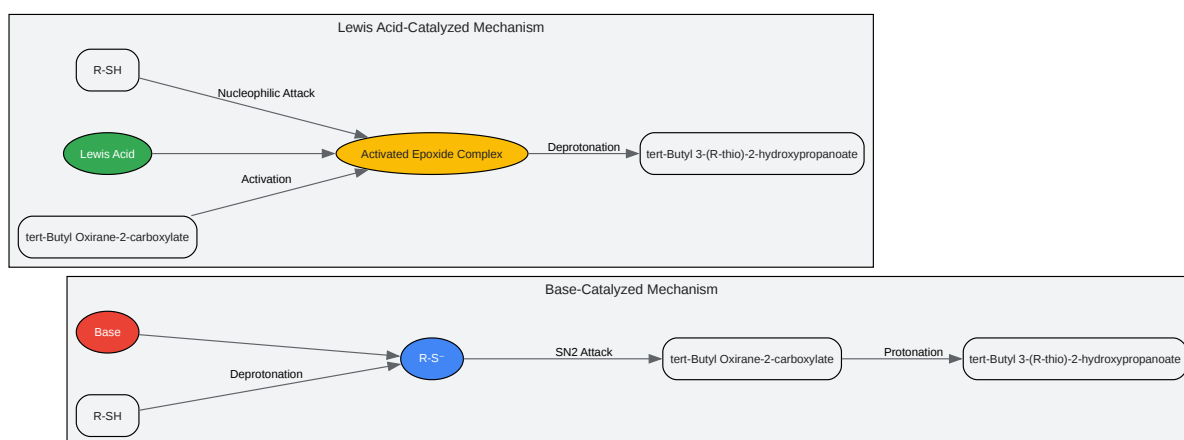 Lewis Acid-Catalyzed Mechanism
R-SH
Nucleophilic Attack
Lewis Acid
Activated Epoxide Complex
Deprotonation
tert-Butyl 3-(R-thio)-2-hydroxypropanoate
Activation
tert-Butyl Oxirane-2-carboxylate
Base-Catalyzed Mechanism
Base
R-S⁻
SN2 Attack
tert-Butyl Oxirane-2-carboxylate
Protonation
tert-Butyl 3-(R-thio)-2-hydroxypropanoate
Deprotonation
R-SH